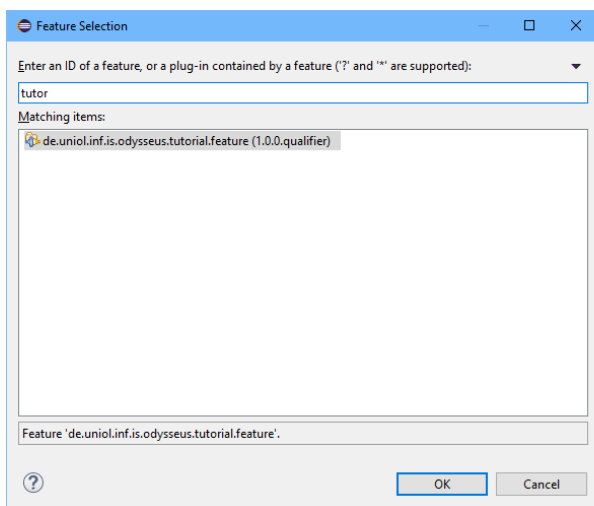 Feature Selection
Enter an ID of a feature, or a plug-in contained by a feature ('?' and '*' are supported):
tutor
Matching items:
de.uniol.inf.is.odysseus.tutorial.feature (1.0.0.qualifier)
Feature 'de.uniol.inf.is.odysseus.tutorial.feature'.
?
OK
Cancel